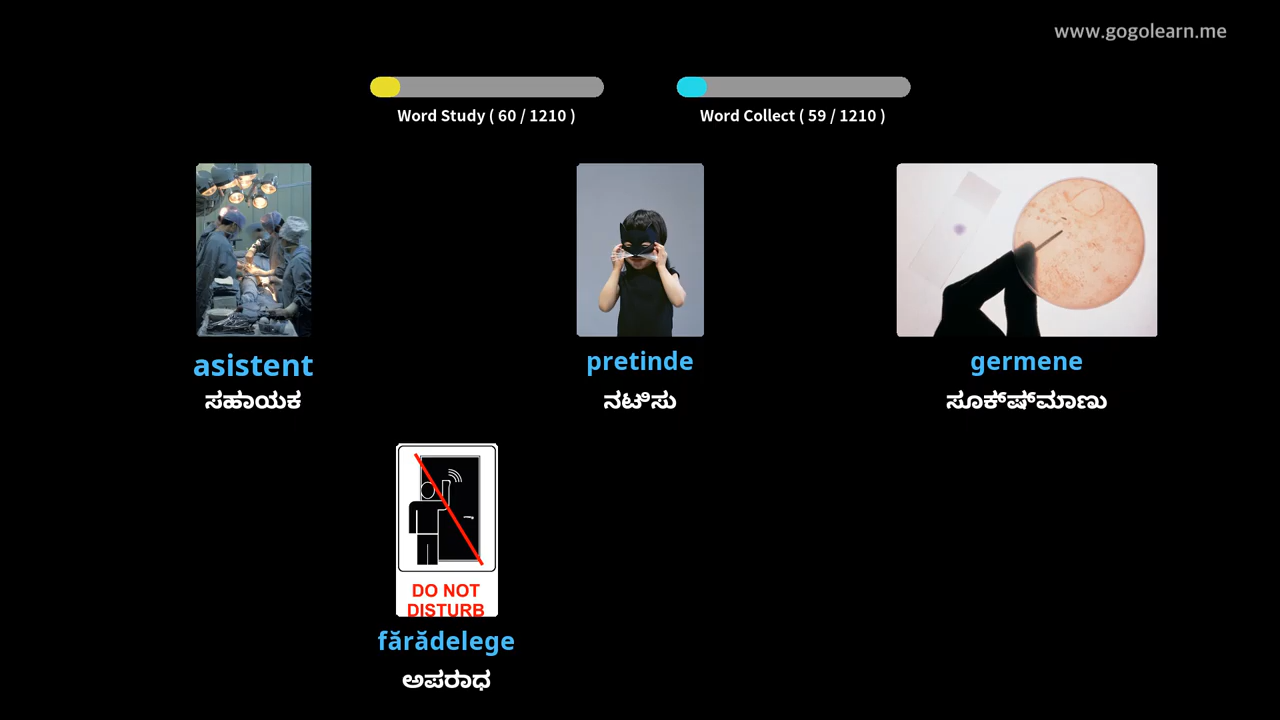 www.gogolearn.me
Word Study ( 60 / 1210 )
Word Collect ( 59 / 1210 )
asistent
ಸಹಾಯಕ
pretinde
ನಟಿಸು
germene
ಸೂಕ್ಷ್ಮಾಣು
DO NOT
DISTURB
fărădelege
ಅಪರಾಧ